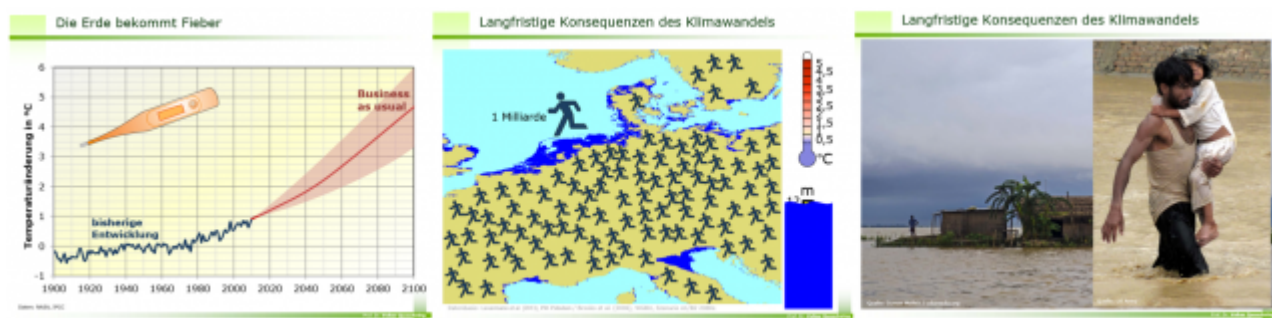 Die Erde bekommt Fieber
6
5
4
3
2
1
0
-1
Temperaturänderung in °C
Business
as usual
bisherige
Entwicklung
1900 1920 1940 1960 1980 2000 2020 2040 2060 2080 2100
Langfristige Konsequenzen des Klimawandels
1 Milliarde
°C
m
Langfristige Konsequenzen des Klimawandels